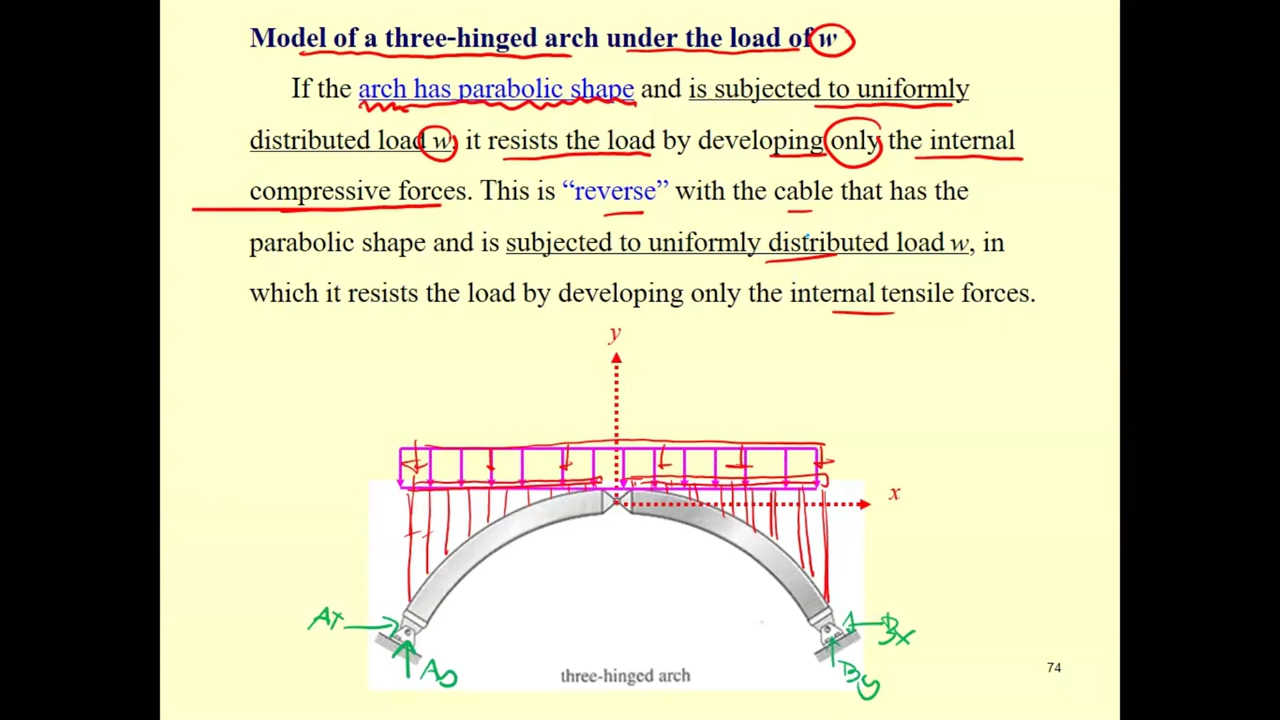 Model of a three-hinged arch under the load of w
If the arch has parabolic shape and is subjected to uniformly
distributed load w, it resists the load by developing only the internal
compressive forces. This is “reverse” with the cable that has the
parabolic shape and is subjected to uniformly distributed load w, in
which it resists the load by developing only the internal tensile forces.
y
x
Ax
Bx
Ay
By
three-hinged arch
74